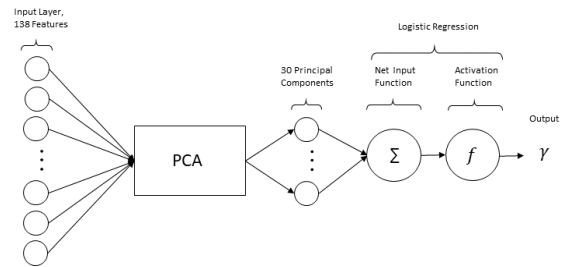 Input Layer,
138 Features
PCA
30 Principal
Components
Logistic Regression
Net Input
Function
Activation
Function
Σ
f
Output
γ